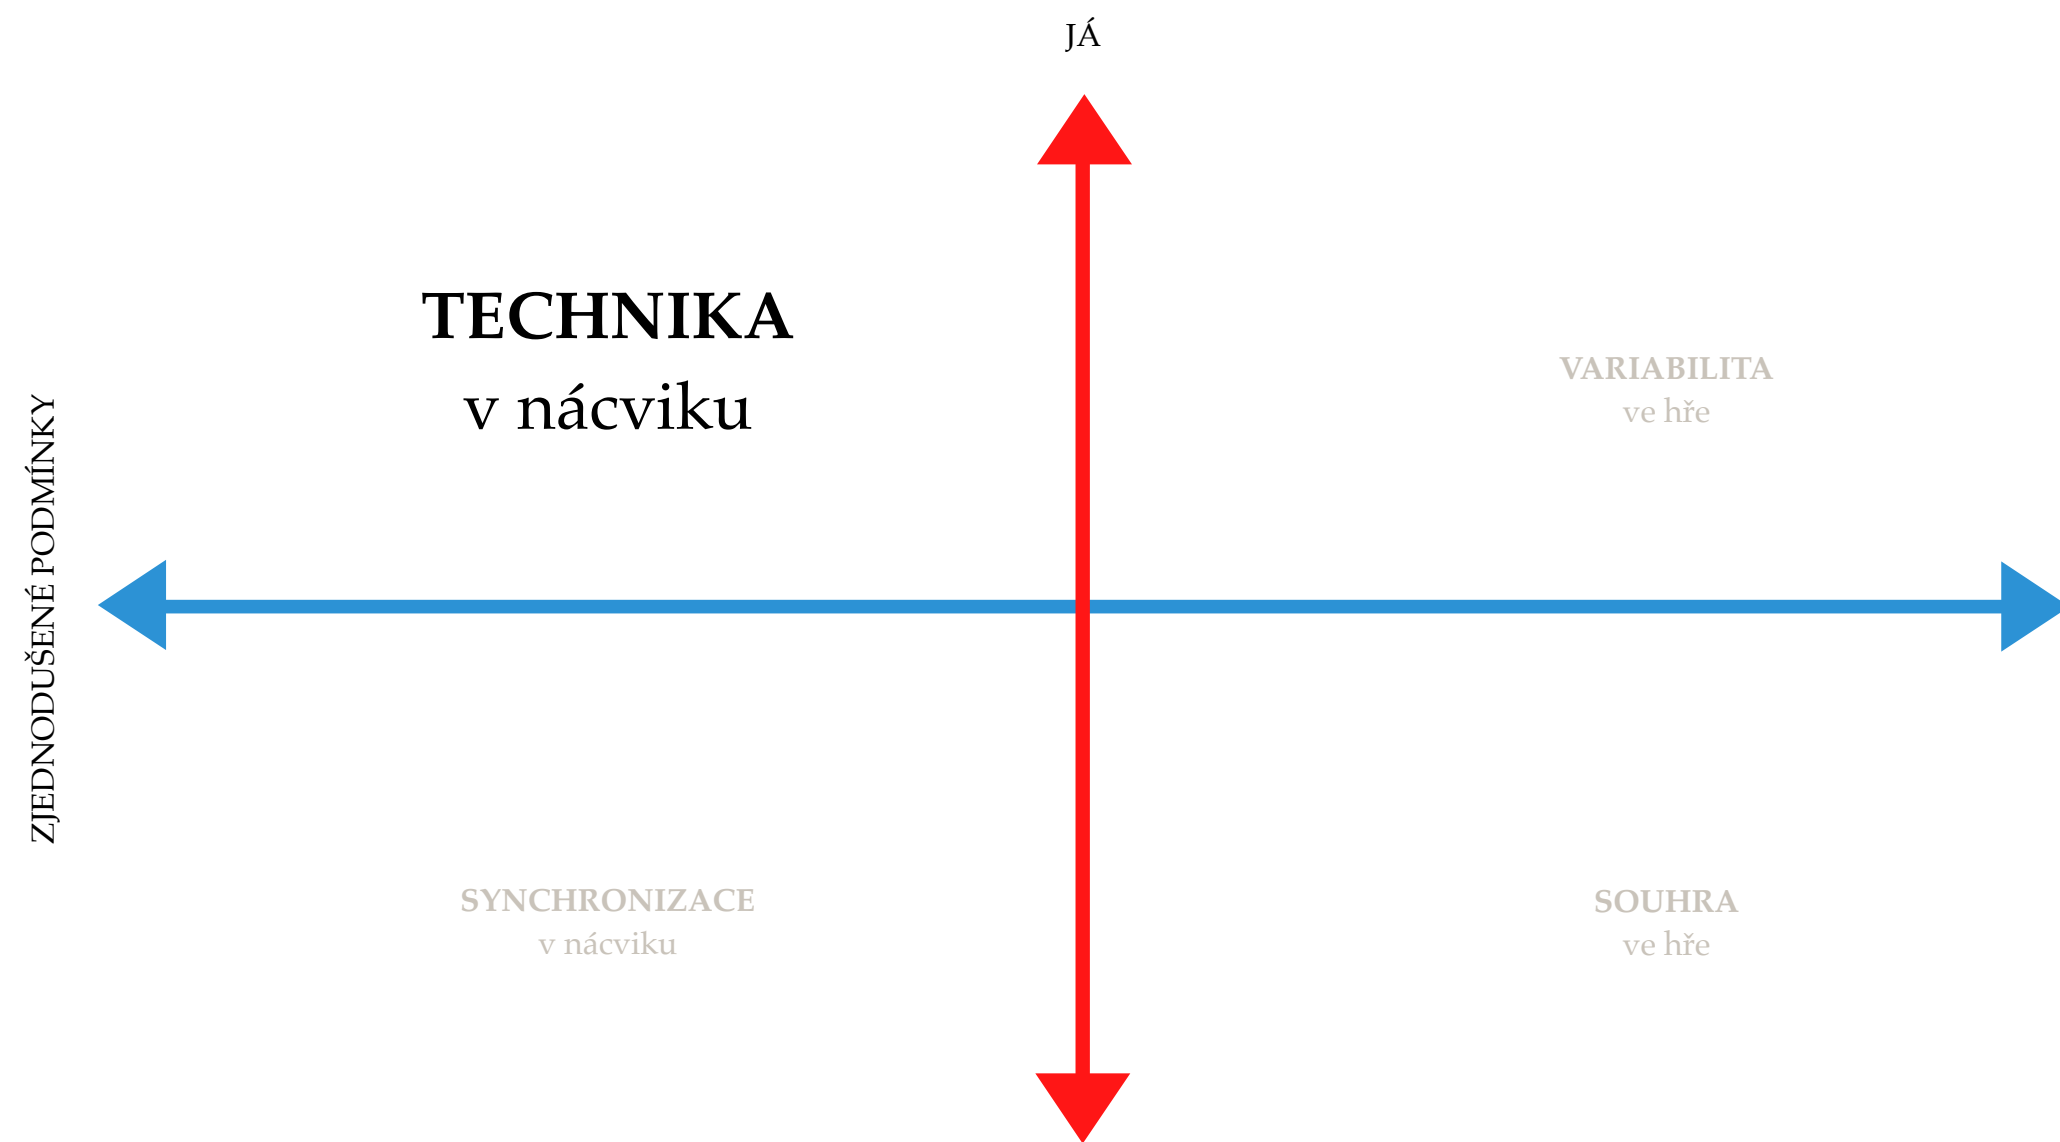 JÁ
TECHNIKA
v nácviku
VARIABILITA
ve hře
ZJEDNODUŠENÉ PODMÍNKY
SYNCHRONIZACE
v nácviku
SOUHRA
ve hře